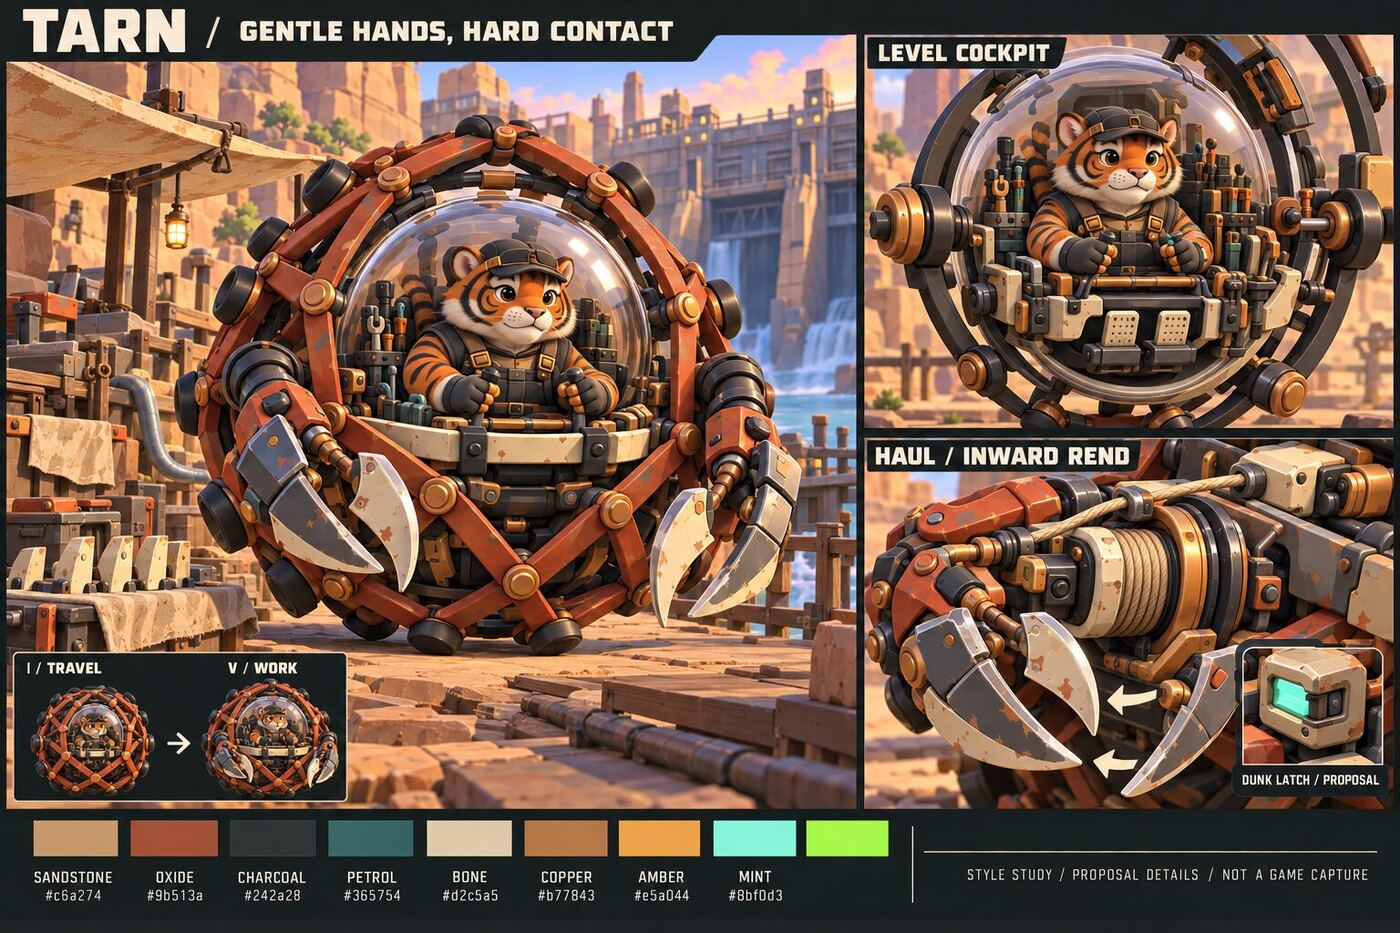 TARN / GENTLE HANDS, HARD CONTACT
LEVEL COCKPIT
HAUL / INWARD REND
DUNK LATCH / PROPOSAL
I / TRAVEL
V / WORK
SANDSTONE
#c6a274
OXIDE
#9b513a
CHARCOAL
#242a28
PETROL
#365754
BONE
#d2c5a5
COPPER
#b77843
AMBER
#e5a044
MINT
#8bf0d3
STYLE STUDY / PROPOSAL DETAILS / NOT A GAME CAPTURE